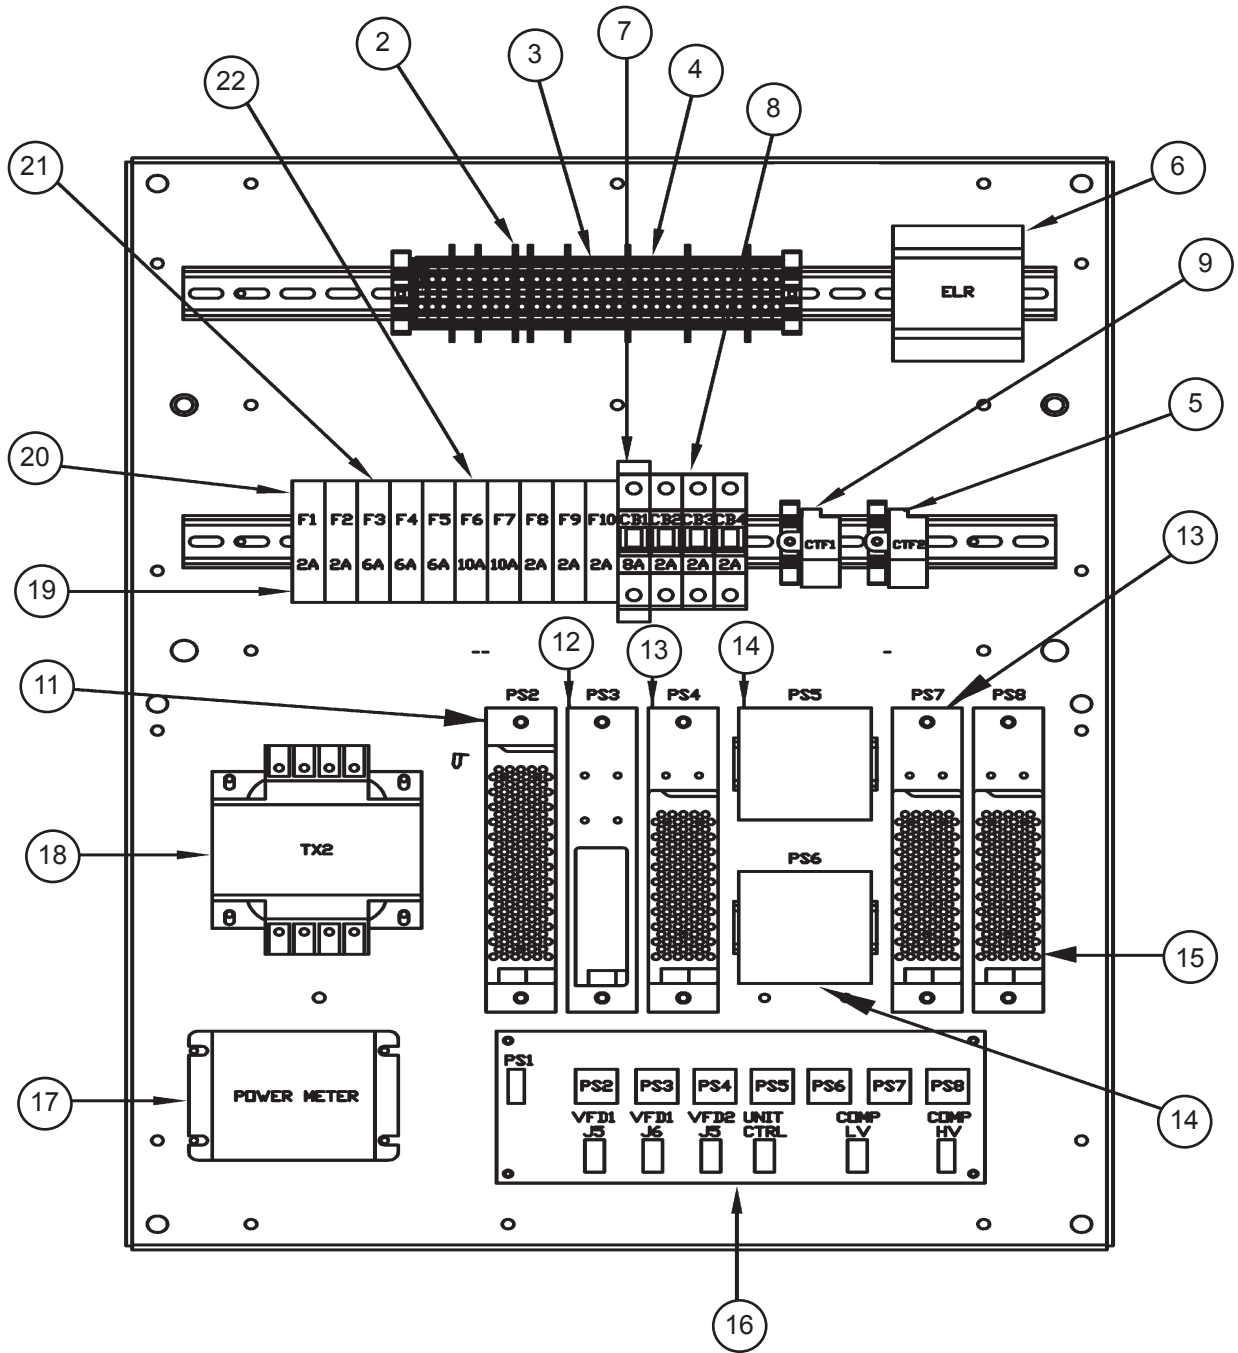 7
2
3
4
22
8
21
6
9
ELR
5
20
F1 F2 F3 F4 F5 F6 F7 F8 F9 F10 CB1 CB2 CB3 CB4
13
CTF1 CTF2
2A 2A 6A 6A 6A 10A 10A 2A 2A 2A 8A 2A 2A 2A
19
12 13 14
11
PS2 PS3 PS4 PS5 PS7 PS8
18
TX2
PS6
15
PS1
PS2 PS3 PS4 PS5 PS6 PS7 PS8
17
POWER METER
VFD1 VFD1 VFD2 UNIT COMP COMP
J5 J6 J5 CTRL LV HV
14
16